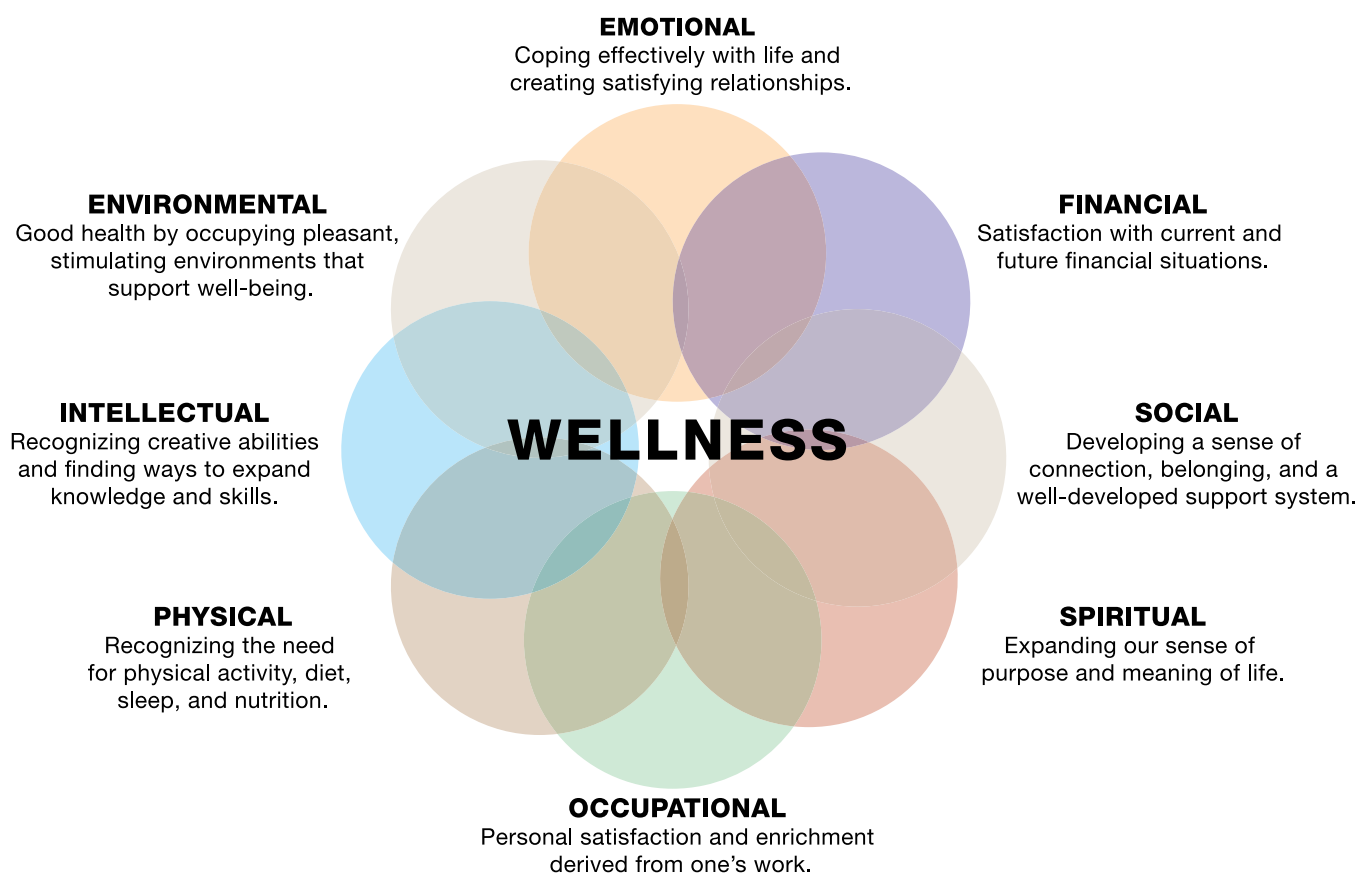 EMOTIONAL
Coping effectively with life and
creating satisfying relationships.
ENVIRONMENTAL
Good health by occupying pleasant,
stimulating environments that
support well-being.
FINANCIAL
Satisfaction with current and
future financial situations.
INTELLECTUAL
Recognizing creative abilities
and finding ways to expand
knowledge and skills.
WELLNESS
SOCIAL
Developing a sense of
connection, belonging, and a
well-developed support system.
PHYSICAL
Recognizing the need
for physical activity, diet,
sleep, and nutrition.
SPIRITUAL
Expanding our sense of
purpose and meaning of life.
OCCUPATIONAL
Personal satisfaction and enrichment
derived from one’s work.